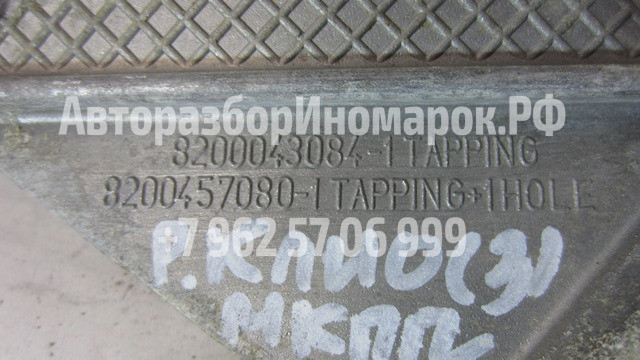 АвторазборИномарок.РФ
8200043084-1TAPPING
8200457080-1TAPPING+1HOLE
+7 962 57 06 999
Р.КЛИО(3)
МКПП